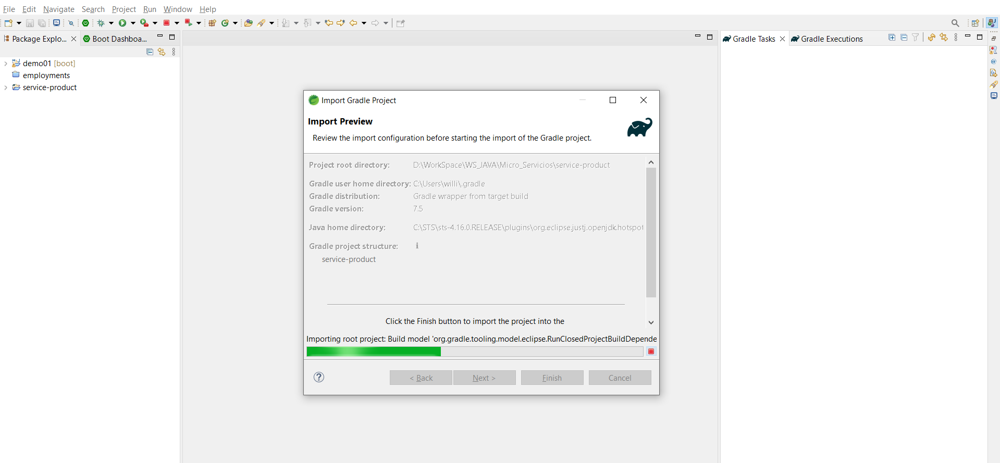 File Edit Navigate Search Project Run Window Help
Package Explo...
Boot Dashboa...
demo01 [boot]
employments
service-product
Import Gradle Project
Import Preview
Review the import configuration before starting the import of the Gradle project.
Project root directory: D:\WorkSpace\WS_JAVA\Micro_Servicios\service-product
Gradle user home directory: C:\Users\willi\.gradle
Gradle distribution: Gradle wrapper from target build
Gradle version: 7.5
Java home directory: C:\STS\sts-4.16.0.RELEASE\plugins\org.eclipse.justj.openjdk.hotspot
Gradle project structure:
service-product
Click the Finish button to import the project into the
Importing root project: Build model 'org.gradle.tooling.model.eclipse.RunClosedProjectBuildDepende
< Back
Next >
Finish
Cancel
Gradle Tasks
Gradle Executions